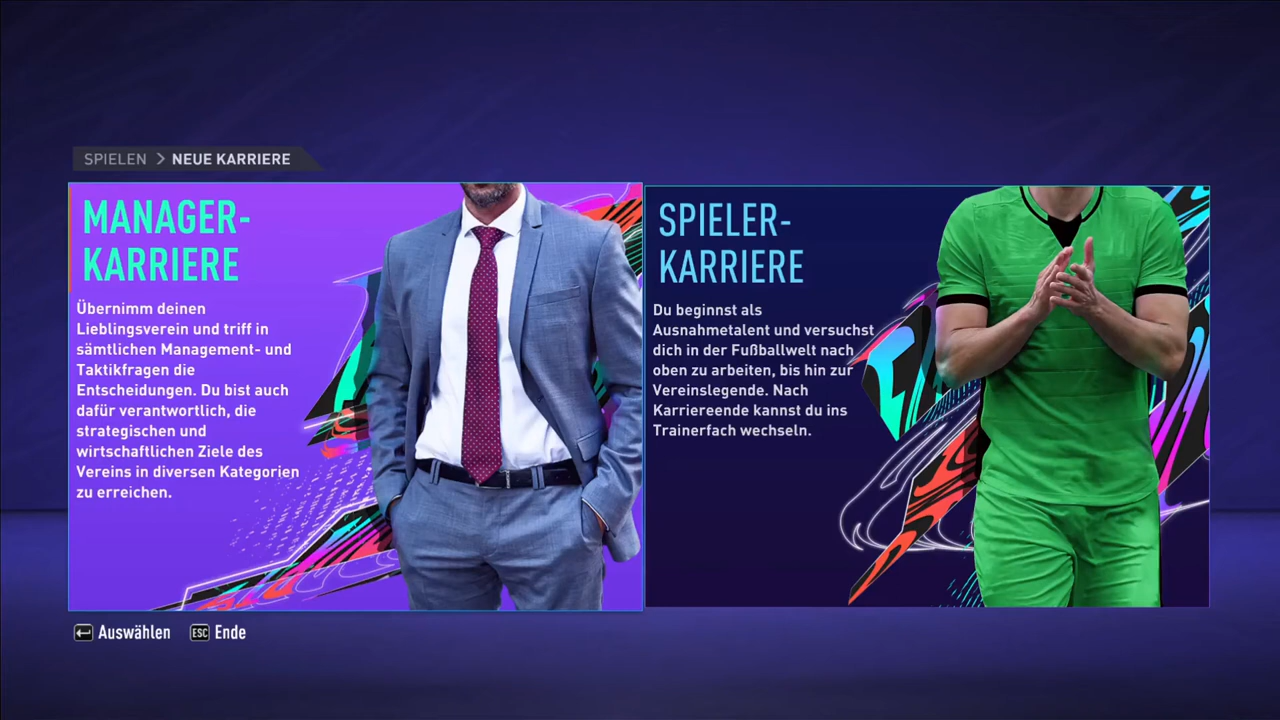 SPIELEN > NEUE KARRIERE
MANAGER-
KARRIERE
Übernimm deinen
Lieblingsverein und triff in
sämtlichen Management- und
Taktikfragen die
Entscheidungen. Du bist auch
dafür verantwortlich, die
strategischen und
wirtschaftlichen Ziele des
Vereins in diversen Kategorien
zu erreichen.
SPIELER-
KARRIERE
Du beginnst als
Ausnahmetalent und versuchst
dich in der Fußballwelt nach
oben zu arbeiten, bis hin zur
Vereinslegende. Nach
Karriereende kannst du ins
Trainerfach wechseln.
Auswählen ESC Ende